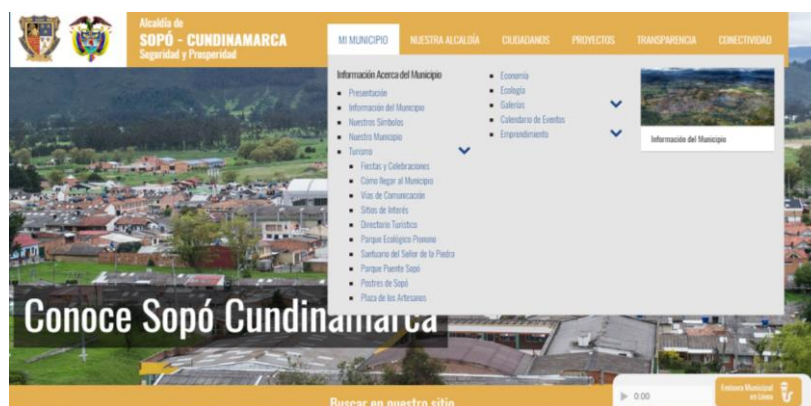 Alcaldía de
SOPÓ - CUNDINAMARCA
Seguridad y Prosperidad
MI MUNICIPIO NUESTRA ALCALDÍA CIUDADANOS PROYECTOS TRANSPARENCIA CONECTIVIDAD
Información Acerca del Municipio
Presentación
Información del Municipio
Nuestros Símbolos
Nuestro Municipio
Turismo
Fiestas y Celebraciones
Cómo llegar al Municipio
Vías de Comunicación
Sitios de Interés
Directorio Turístico
Parque Ecológico Pionono
Santuario del Señor de la Piedra
Parque Puente Sopó
Postres de Sopó
Plaza de los Artesanos
Economía
Ecología
Galerías
Calendario de Eventos
Emprendimiento
Información del Municipio
Conoce Sopó Cundinamarca
Buscar en nuestro sitio
0:00
Emisora Municipal
en Línea